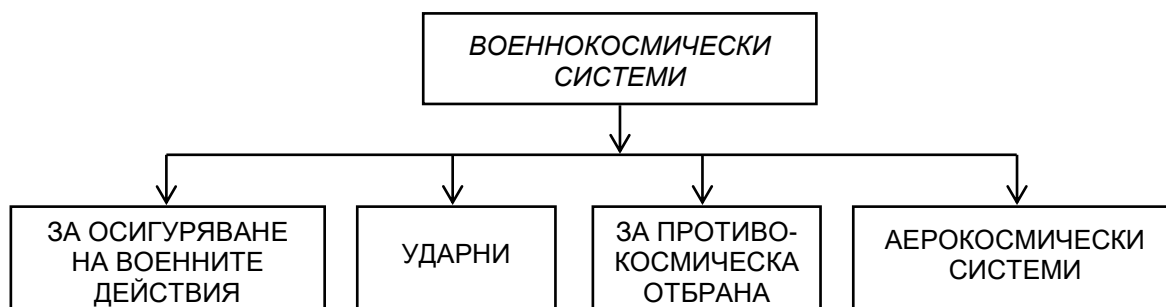 ВОЕННОКОСМИЧЕСКИ
СИСТЕМИ
ЗА ОСИГУРЯВАНЕ
НА ВОЕННИТЕ
ДЕЙСТВИЯ
УДАРНИ
ЗА ПРОТИВО-
КОСМИЧЕСКА
ОТБРАНА
АЕРОКОСМИЧЕСКИ
СИСТЕМИ